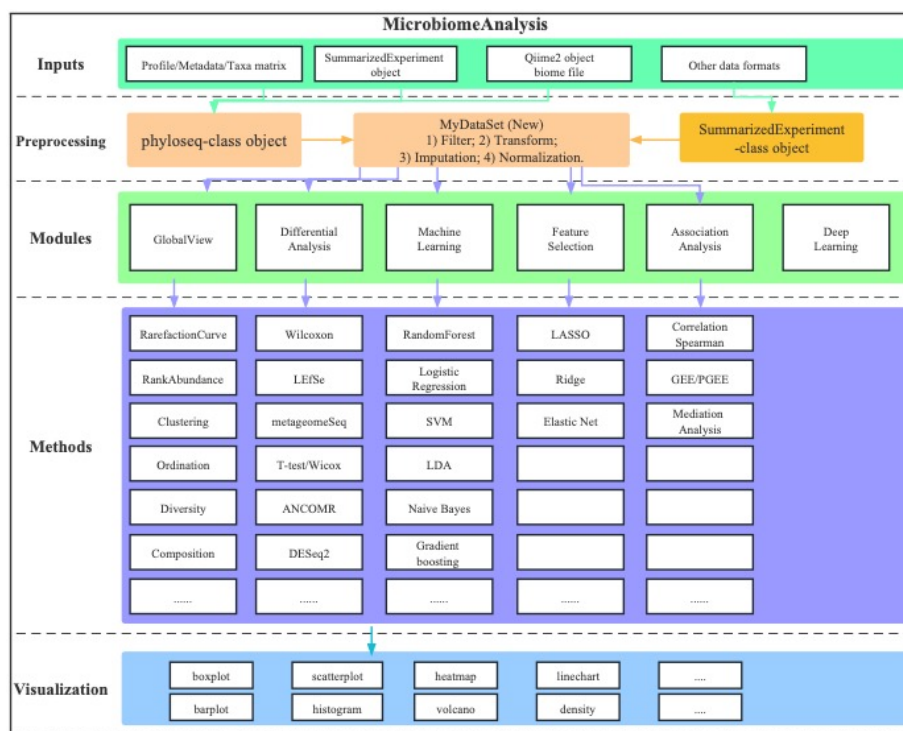 MicrobiomeAnalysis
Inputs
Profile/Metadata/Taxa matrix
SummarizedExperiment
object
Qiime2 object
biome file
Other data formats
Preprocessing
phyloseq-class object
MyDataSet (New)
1) Filter; 2) Transform;
3) Imputation; 4) Normalization.
SummarizedExperiment
-class object
Modules
GlobalView
Differential
Analysis
Machine
Learning
Feature
Selection
Association
Analysis
Deep
Learning
Methods
RarefactionCurve
Wilcoxon
RandomForest
LASSO
Correlation
Spearman
RankAbundance
LEfSe
Logistic
Regression
Ridge
GEE/PGEE
Clustering
metageomeSeq
SVM
Elastic Net
Mediation
Analysis
Ordination
T-test/Wicox
LDA
Diversity
ANCOMR
Naive Bayes
Composition
DESeq2
Gradient
boosting
......
......
......
......
......
Visualization
boxplot
scatterplot
heatmap
linechart
....
barplot
histogram
volcano
density
....